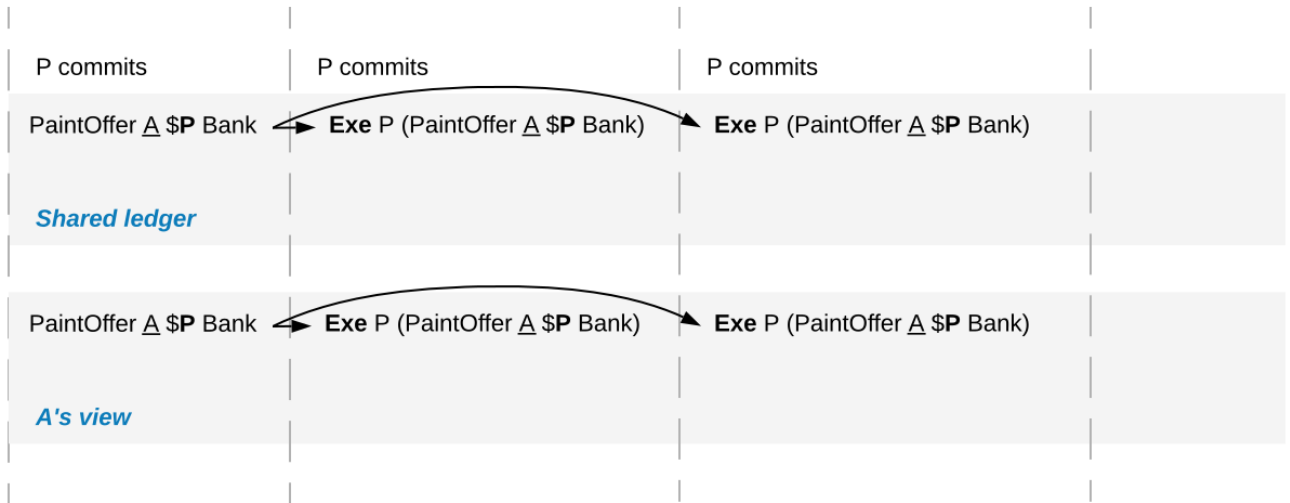 P commits P commits P commits
PaintOffer A $P Bank Exe P (PaintOffer A $P Bank) Exe P (PaintOffer A $P Bank)
Shared ledger
PaintOffer A $P Bank Exe P (PaintOffer A $P Bank) Exe P (PaintOffer A $P Bank)
A's view